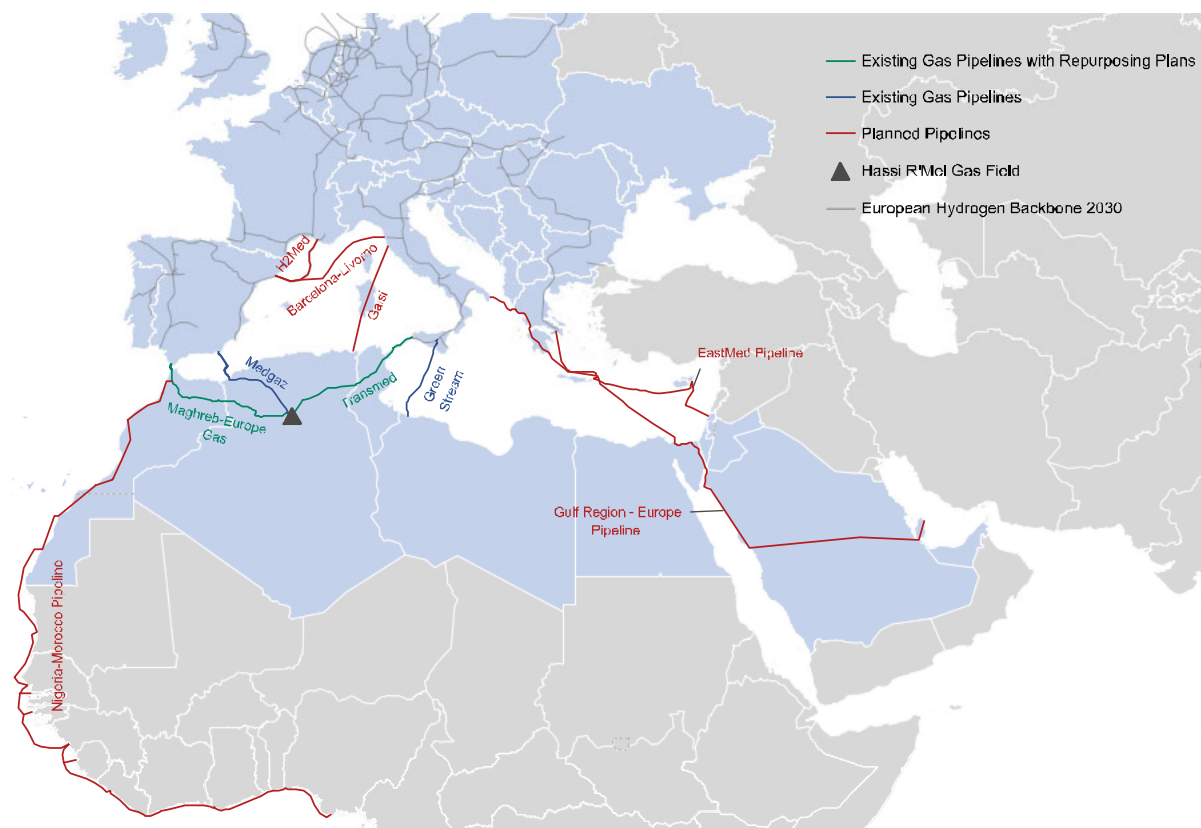 Existing Gas Pipelines with Repurposing Plans
Existing Gas Pipelines
Planned Pipelines
Hassi R'Mel Gas Field
European Hydrogen Backbone 2030
H2Med
Barcelona-Livorno
Galsi
Medgaz
Transmed
Green
Stream
Maghreb-Europe
Gas
EastMed Pipeline
Gulf Region - Europe
Pipeline
Nigeria-Morocco Pipeline